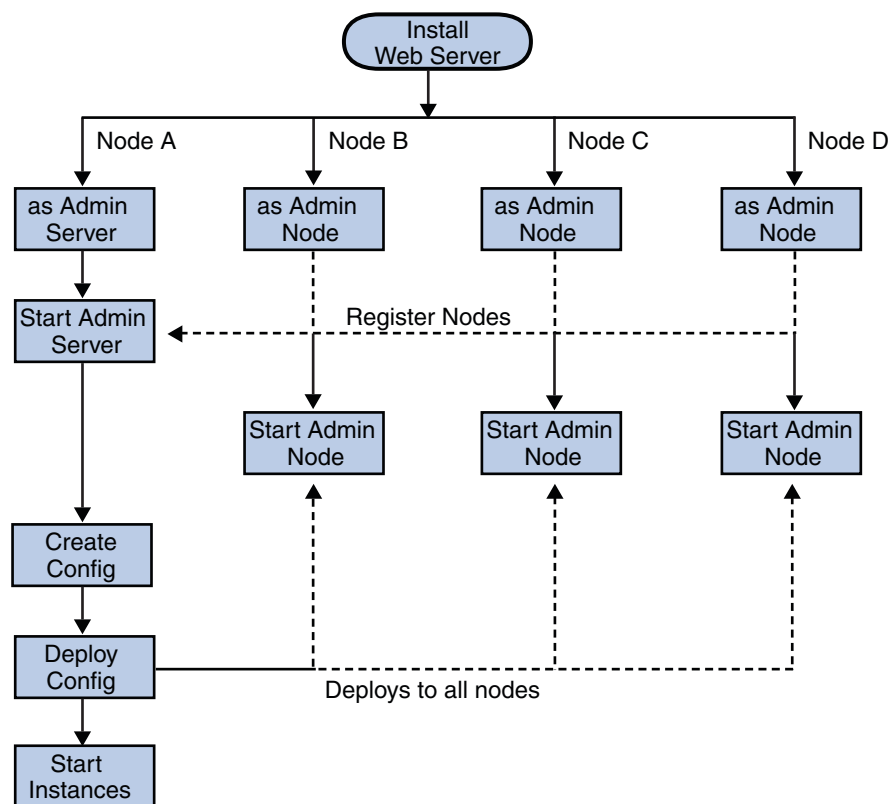 Install
Web Server
Node A
Node B
Node C
Node D
as Admin
Server
as Admin
Node
as Admin
Node
as Admin
Node
Start Admin
Server
Register Nodes
Start Admin
Node
Start Admin
Node
Start Admin
Node
Create
Config
Deploy
Config
Deploys to all nodes
Start
Instances